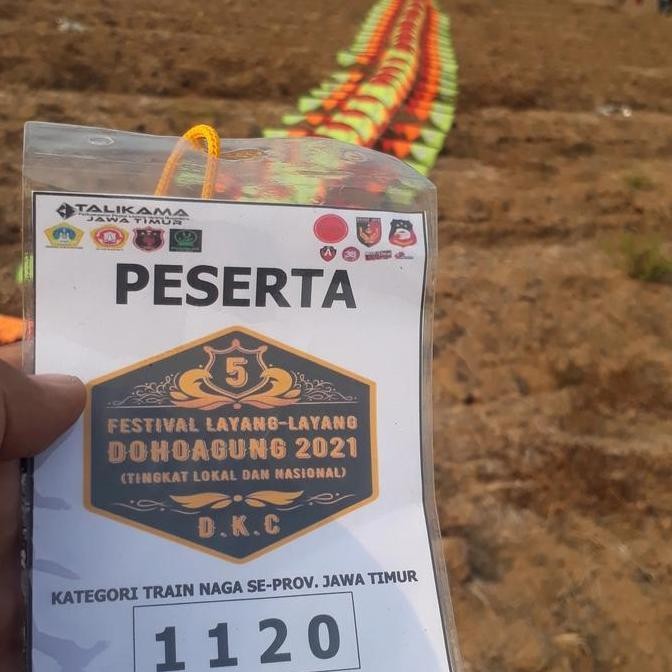 TALIKAMA
JAWA TIMUR
PESERTA
5
FESTIVAL LAYANG-LAYANG
DOHOAGUNG 2021
(TINGKAT LOKAL DAN NASIONAL)
D.K.C
KATEGORI TRAIN NAGA SE-PROV. JAWA TIMUR
1120